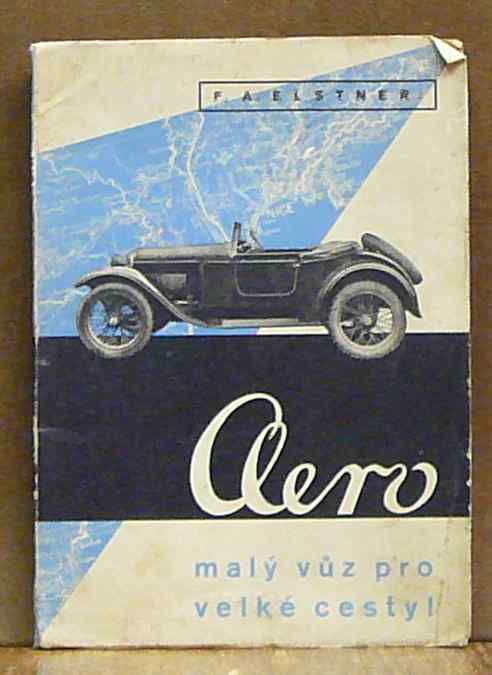 F. A. ELSTNER
Aero
malý vůz pro
velké cesty!